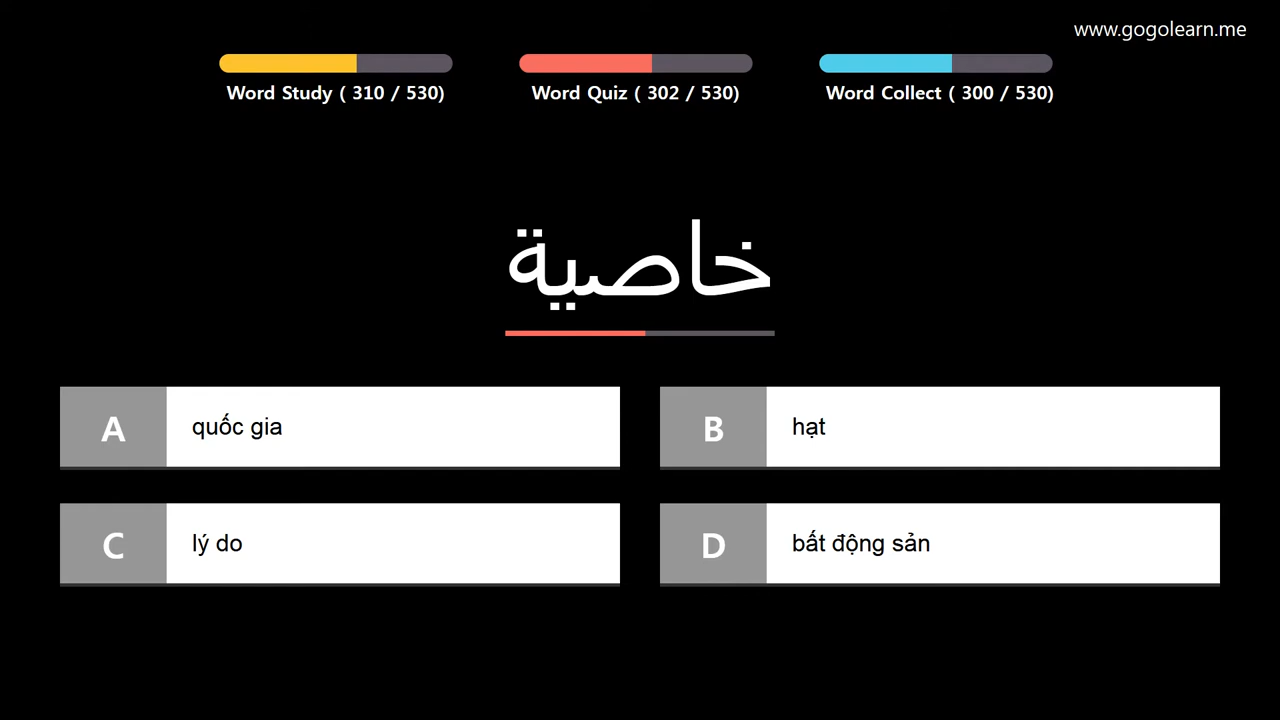 www.gogolearn.me
Word Study ( 310 / 530)
Word Quiz ( 302 / 530)
Word Collect ( 300 / 530)
خاصية
A
quốc gia
B
hạt
C
lý do
D
bất động sản